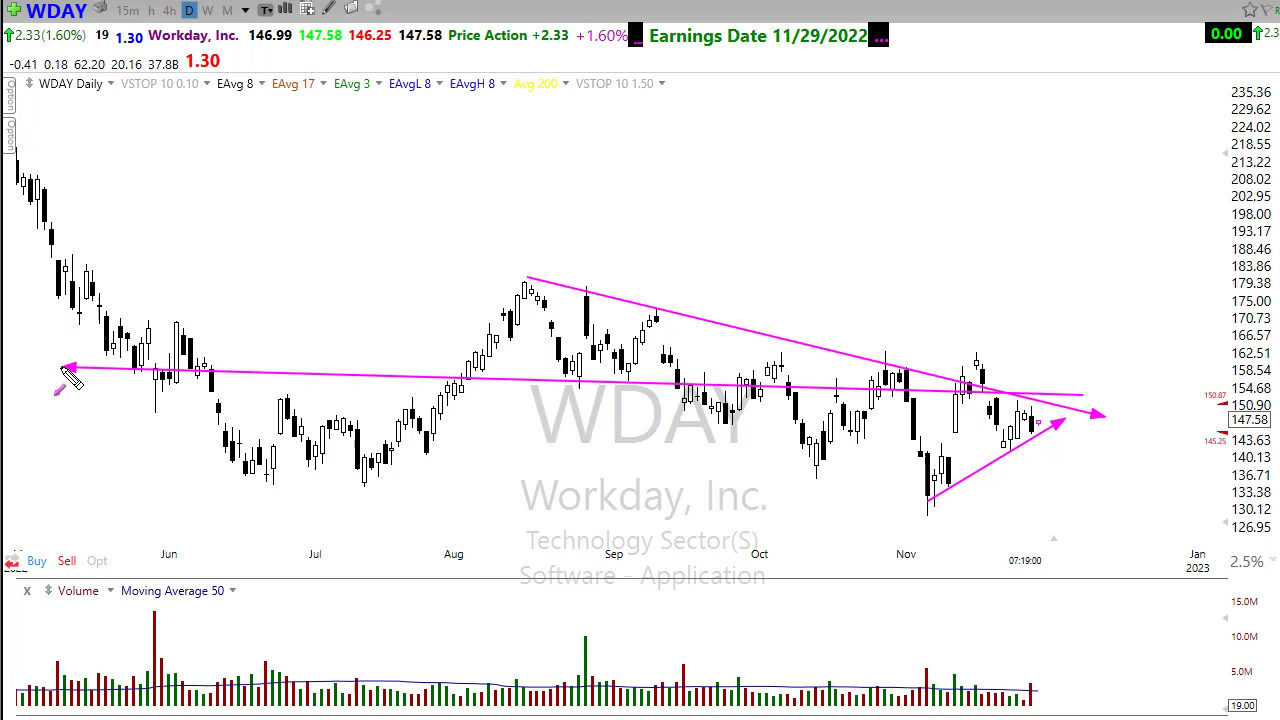 WDAY 15m h 4h D W M T
2.33(1.60%) 19 1.30 Workday, Inc. 146.99 147.58 146.25 147.58 Price Action +2.33 +1.60% ... Earnings Date 11/29/2022 ... 0.00 2.3
-0.41 0.18 62.20 20.16 37.8B 1.30
WDAY Daily VSTOP 10 0.10 EAvg 8 EAvg 17 EAvg 3 EAvgL 8 EAvgH 8 Avg 200 VSTOP 10 1.50
Option
Option
235.36
229.62
224.02
218.55
213.22
208.02
202.95
198.00
193.17
188.46
183.86
179.38
175.00
170.73
166.57
162.51
158.54
154.68
150.87
150.90
147.58
145.25
143.63
140.13
136.71
133.38
130.12
126.95
WDAY
Workday, Inc.
Technology Sector(S)
Software - Application
Jun Jul Aug Sep Oct Nov Jan
2023
07:19:00
Buy Sell Opt
2.5%
x Volume Moving Average 50
15.0M
10.0M
5.0M
19.00